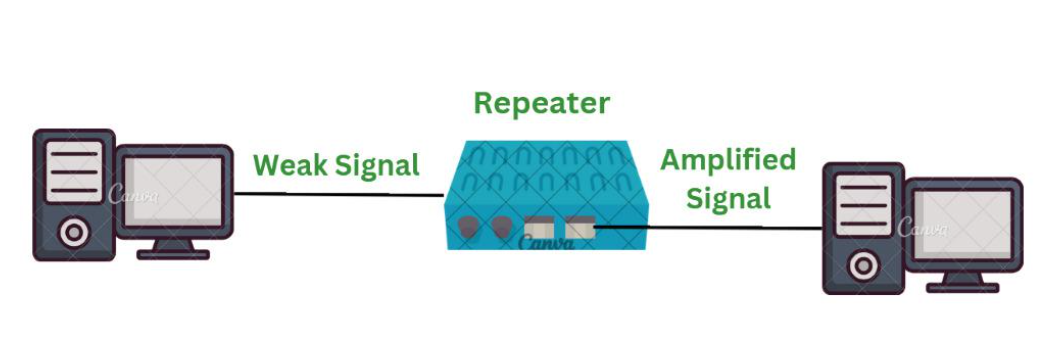 Repeater
Weak Signal
Amplified
Signal
Canva
Canva
Canva